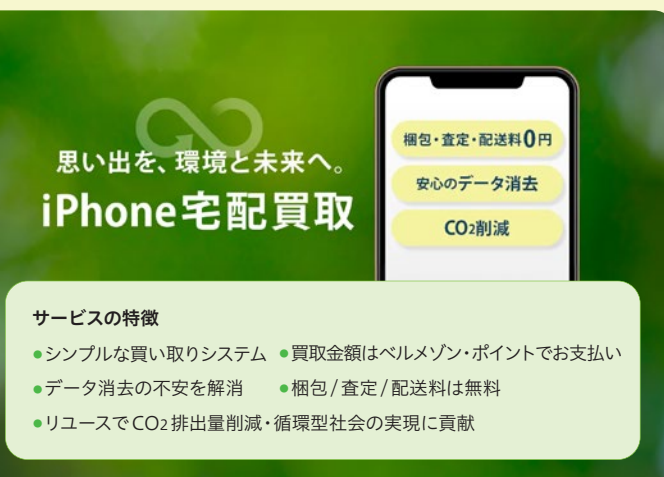 思い出を、環境と未来へ。
iPhone宅配買取
梱包・査定・配送料0円
安心のデータ消去
CO2削減
サービスの特徴
●シンプルな買い取りシステム ●買取金額はベルメゾン・ポイントでお支払い
●データ消去の不安を解消 ●梱包/査定/配送料は無料
●リユースでCO2排出量削減・循環型社会の実現に貢献